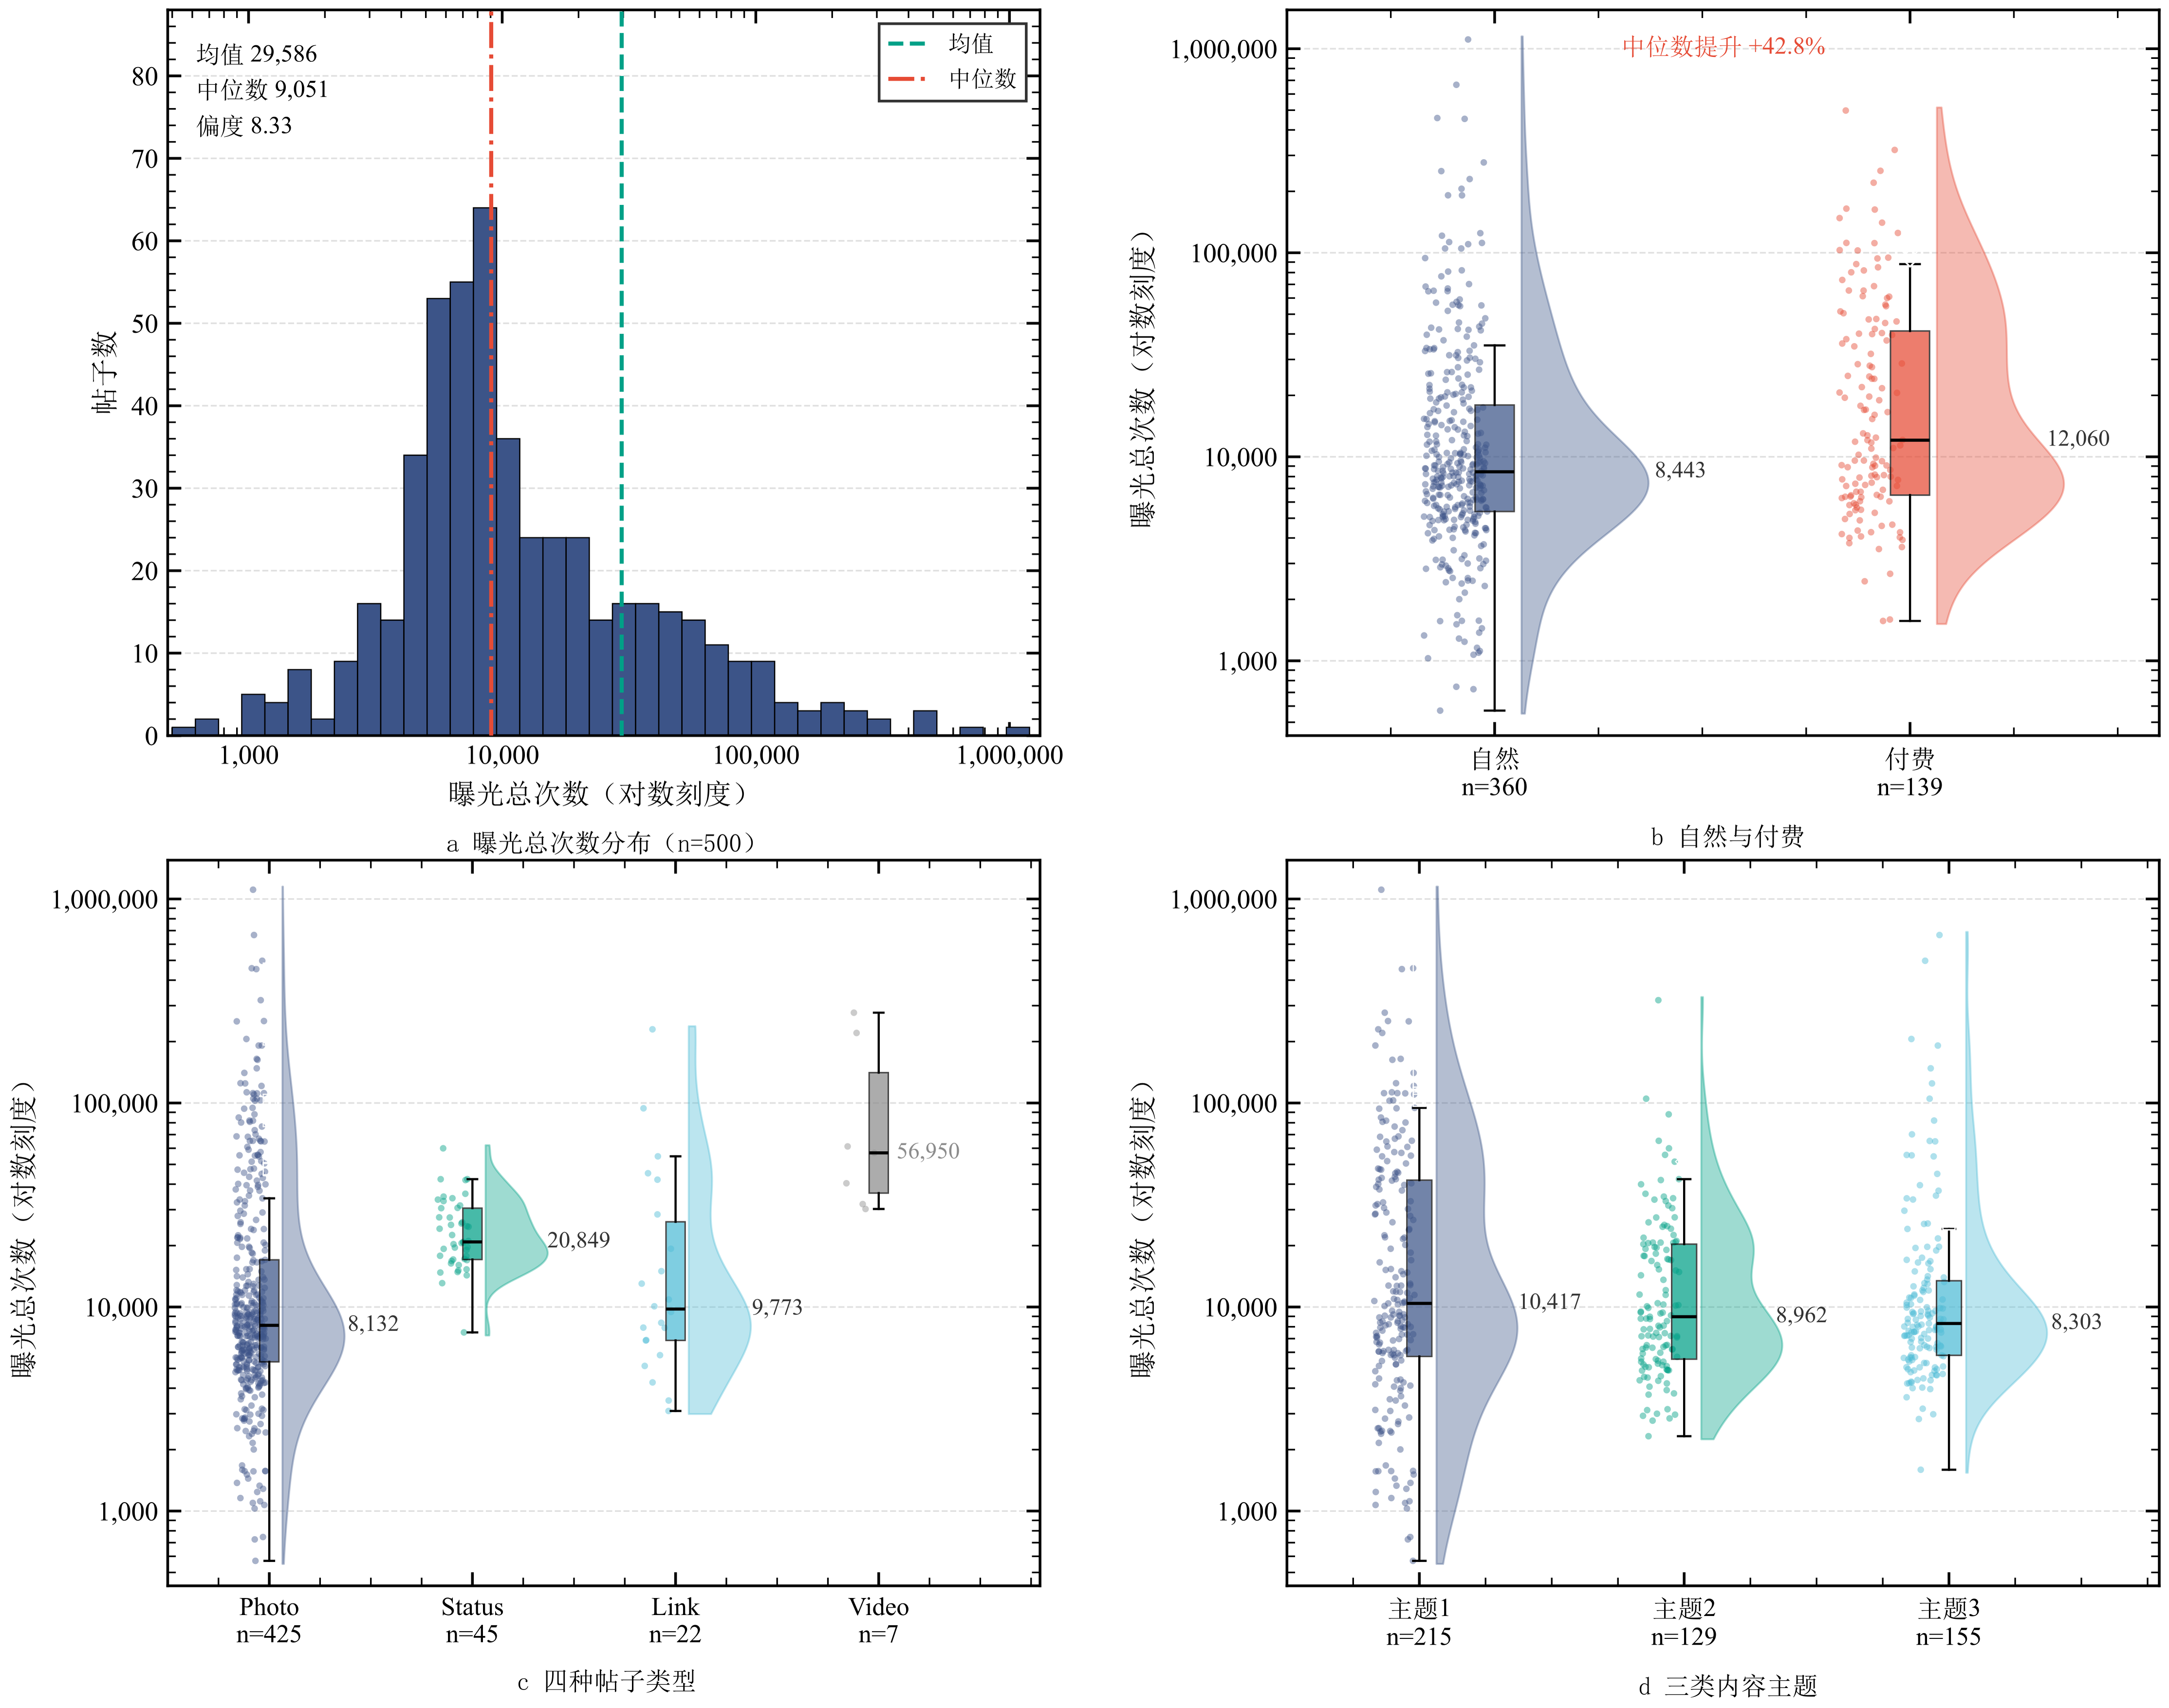 均值 29,586
中位数 9,051
偏度 8.33
均值
中位数
80
70
60
50
40
30
20
10
0
帖子数
1,000
10,000
100,000
1,000,000
曝光总次数（对数刻度）
a 曝光总次数分布（n=500）
中位数提升 +42.8%
1,000,000
100,000
10,000
1,000
曝光总次数（对数刻度）
8,443
12,060
自然
n=360
付费
n=139
b 自然与付费
1,000,000
100,000
10,000
1,000
曝光总次数（对数刻度）
8,132
20,849
9,773
56,950
Photo
n=425
Status
n=45
Link
n=22
Video
n=7
c 四种帖子类型
1,000,000
100,000
10,000
1,000
曝光总次数（对数刻度）
10,417
8,962
8,303
主题1
n=215
主题2
n=129
主题3
n=155
d 三类内容主题